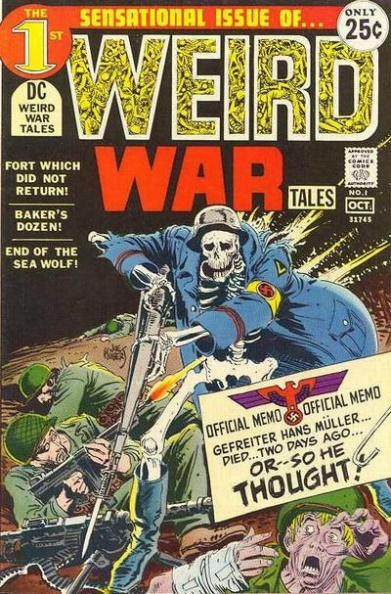 THE
1ST
SENSATIONAL ISSUE OF...
ONLY
25¢
WEIRD
WAR
TALES
DC
WEIRD
WAR TALES
FORT WHICH
DID NOT
RETURN!
BAKER'S
DOZEN!
END OF THE
SEA WOLF!
APPROVED
BY THE
COMICS
CODE
AUTHORITY
NO.1
OCT.
31745
OFFICIAL MEMO OFFICIAL MEMO
GEFREITER HANS MÜLLER...
DIED...TWO DAYS AGO...
OR--SO HE
THOUGHT!